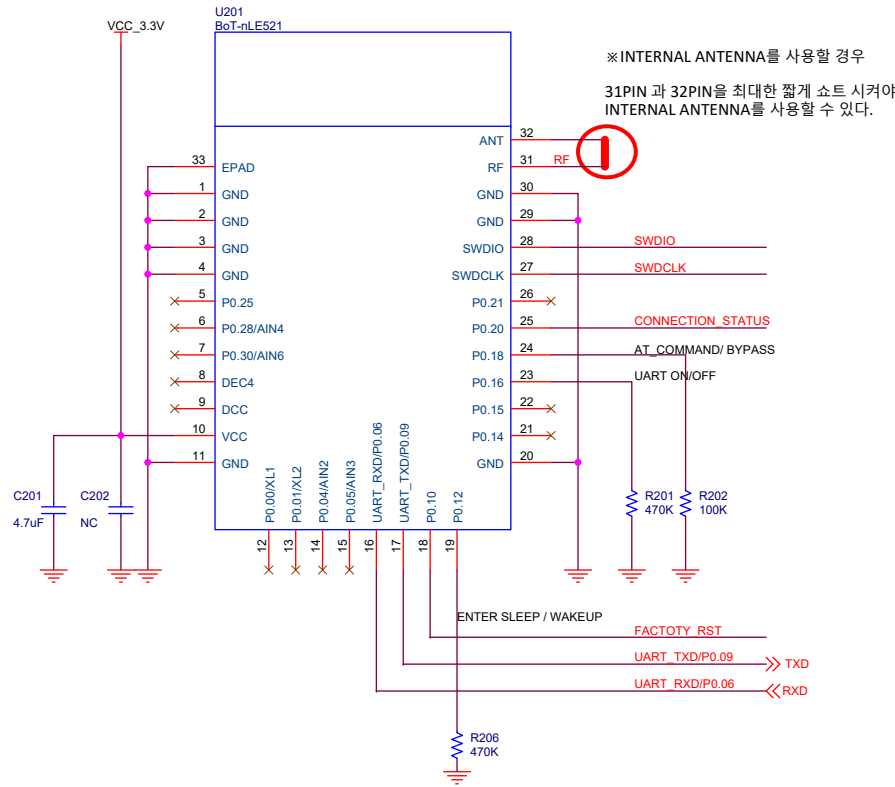 U201
BoT-nLE521
VCC_3.3V
※INTERNAL ANTENNA를 사용할 경우
31PIN 과 32PIN을 최대한 짧게 쇼트 시켜야
INTERNAL ANTENNA를 사용할 수 있다.
33 EPAD
1 GND
2 GND
3 GND
4 GND
5 P0.25
6 P0.28/AIN4
7 P0.30/AIN6
8 DEC4
9 DCC
10 VCC
11 GND
ANT 32
RF 31 RF
GND 30
GND 29
SWDIO 28 SWDIO
SWDCLK 27 SWDCLK
P0.21 26
P0.20 25 CONNECTION_STATUS
P0.18 24 AT_COMMAND/ BYPASS
P0.16 23 UART ON/OFF
P0.15 22
P0.14 21
GND 20
P0.00/XL1 12
P0.01/XL2 13
P0.04/AIN2 14
P0.05/AIN3 15
UART_RXD/P0.06 16
UART_TXD/P0.09 17
P0.10 18
P0.12 19
C201
4.7uF
C202
NC
R201
470K
R202
100K
ENTER SLEEP / WAKEUP
FACTOTY_RST
UART_TXD/P0.09 TXD
UART_RXD/P0.06 RXD
R206
470K